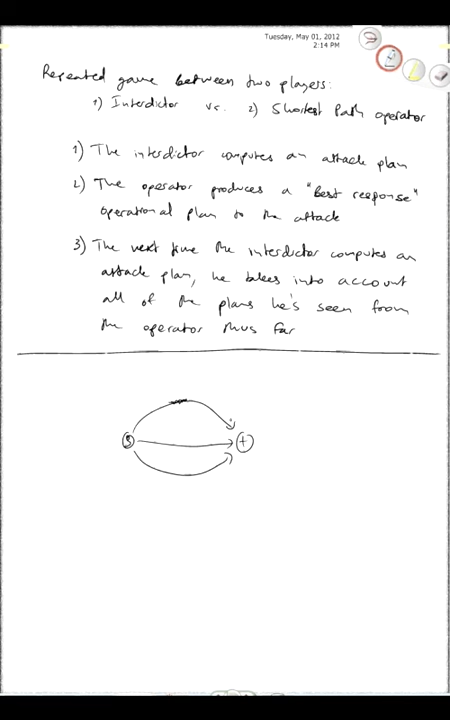 Tuesday, May 01, 2012
2:14 PM
Repeated game between two players:
1) Interdictor vs. 2) Shortest Path operator
1) The interdictor computes an attack plan
2) The operator produces a "Best response"
operational plan to the attack
3) The next time the interdictor computes an
attack plan, he takes into account
all of the plans he's seen from
the operator thus far
S
t